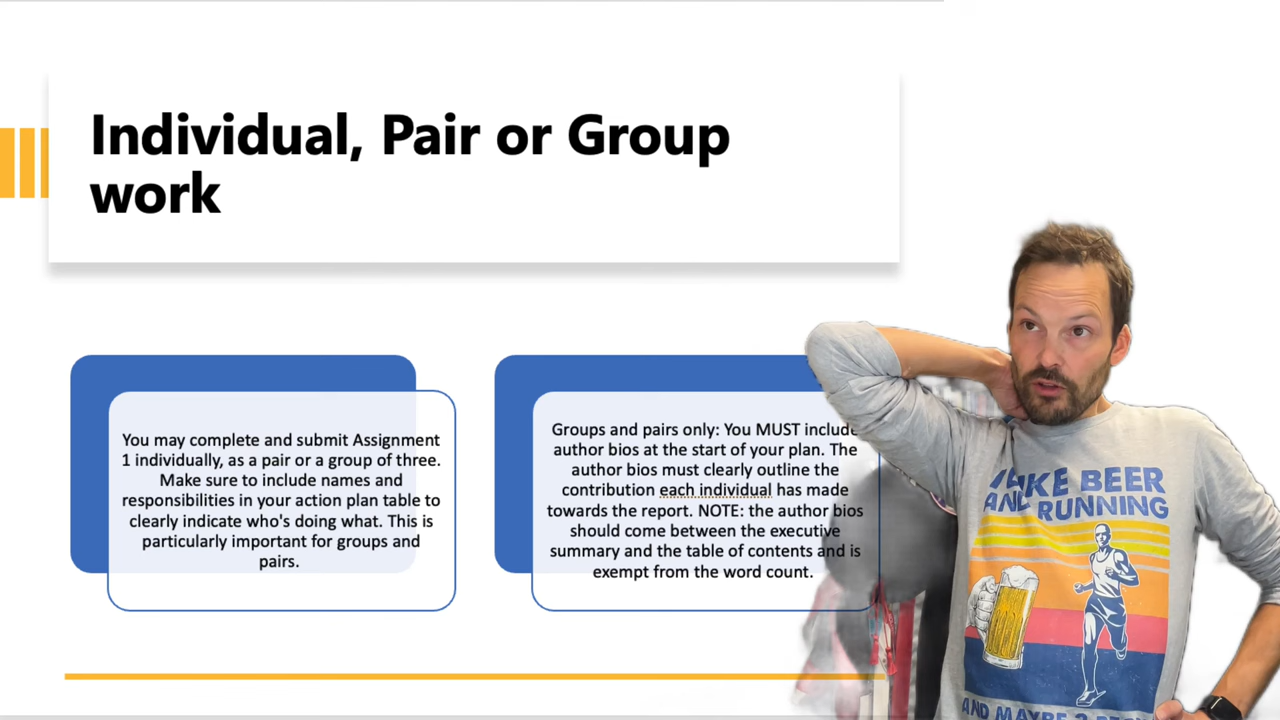 Individual, Pair or Group
work
You may complete and submit Assignment
1 individually, as a pair or a group of three.
Make sure to include names and
responsibilities in your action plan table to
clearly indicate who's doing what. This is
particularly important for groups and
pairs.
Groups and pairs only: You MUST include
author bios at the start of your plan. The
author bios must clearly outline the
contribution each individual has made
towards the report. NOTE: the author bios
should come between the executive
summary and the table of contents and is
exempt from the word count.
I LIKE BEER
AND RUNNING
AND MAYBE 3